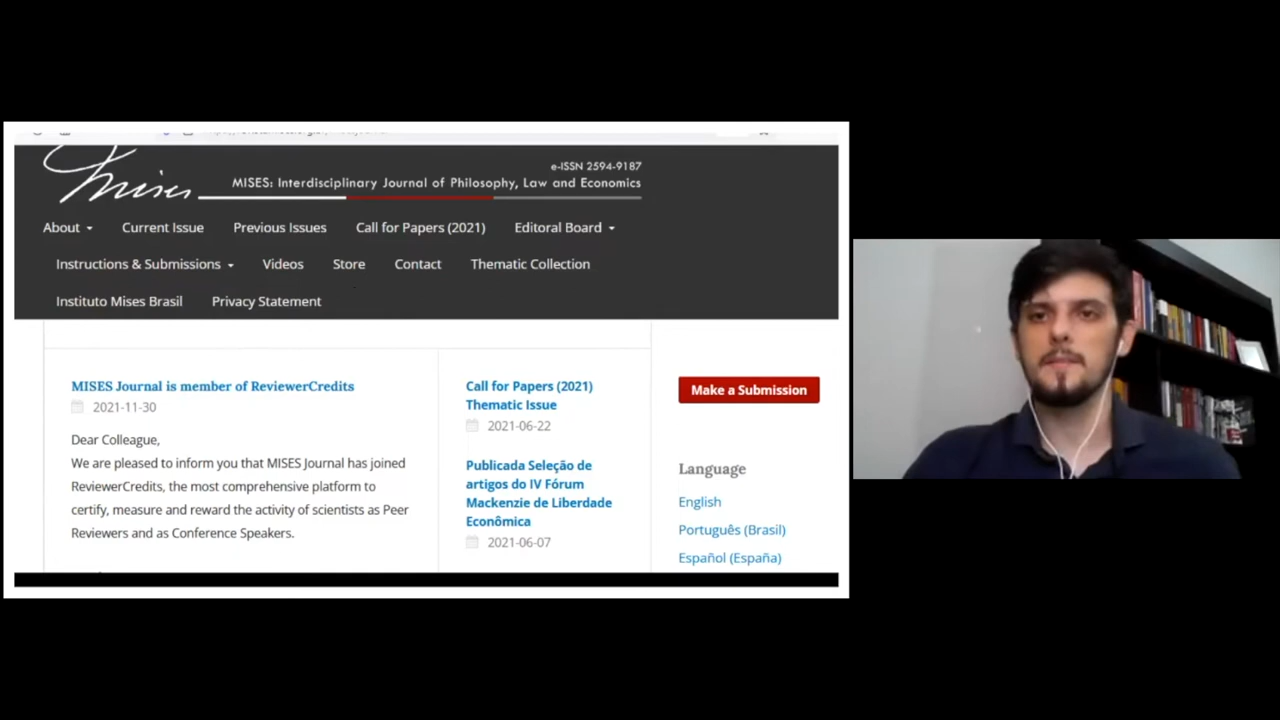 Mises
e-ISSN 2594-9187
MISES: Interdisciplinary Journal of Philosophy, Law and Economics
About
Current Issue
Previous Issues
Call for Papers (2021)
Editorial Board
Instructions & Submissions
Videos
Store
Contact
Thematic Collection
Instituto Mises Brasil
Privacy Statement
MISES Journal is member of ReviewerCredits
2021-11-30
Dear Colleague,
We are pleased to inform you that MISES Journal has joined
ReviewerCredits, the most comprehensive platform to
certify, measure and reward the activity of scientists as Peer
Reviewers and as Conference Speakers.
Call for Papers (2021)
Thematic Issue
2021-06-22
Publicada Seleção de
artigos do IV Fórum
Mackenzie de Liberdade
Econômica
2021-06-07
Make a Submission
Language
English
Português (Brasil)
Español (España)